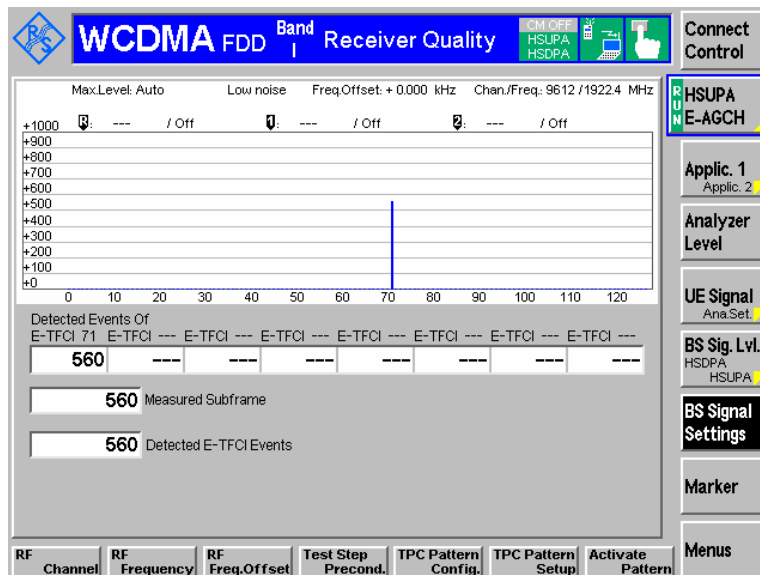 R&S WCDMA FDD Band I Receiver Quality CM OFF HSUPA HSDPA
Connect Control
Max.Level: Auto Low noise Freq.Offset: + 0.000 kHz Chan./Freq.: 9612 / 1922.4 MHz
RUN HSUPA E-AGCH
R: --- / Off 1: --- / Off 2: --- / Off
+1000
+900
+800
+700
+600
+500
+400
+300
+200
+100
+0
0 10 20 30 40 50 60 70 80 90 100 110 120
Applic. 1
Applic. 2
Analyzer Level
UE Signal
Ana.Set.
BS Sig. Lvl.
HSDPA
HSUPA
BS Signal Settings
Marker
Menus
Detected Events Of
E-TFCI 71 E-TFCI --- E-TFCI --- E-TFCI --- E-TFCI --- E-TFCI --- E-TFCI --- E-TFCI ---
560 --- --- --- --- --- --- ---
560 Measured Subframe
560 Detected E-TFCI Events
RF Channel
RF Frequency
RF Freq.Offset
Test Step Precond.
TPC Pattern Config.
TPC Pattern Setup
Activate Pattern